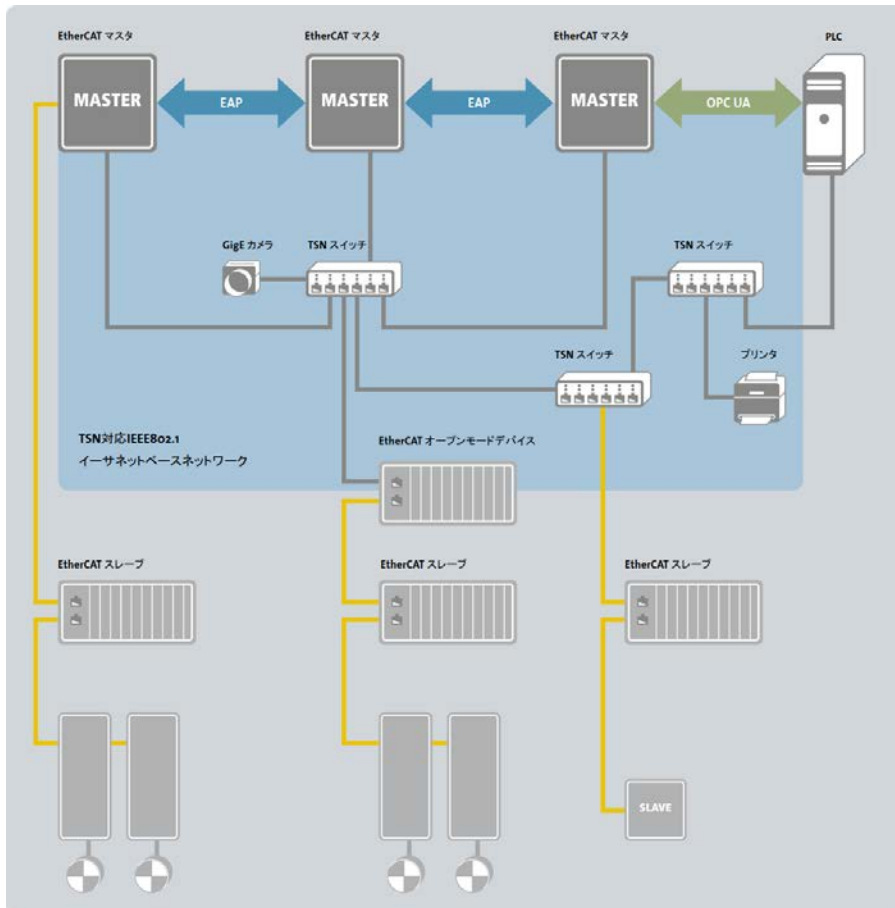 EtherCAT マスタ
EtherCAT マスタ
EtherCAT マスタ
PLC
MASTER
EAP
MASTER
EAP
MASTER
OPC UA
GigE カメラ
TSN スイッチ
TSN スイッチ
TSN スイッチ
プリンタ
TSN対応IEEE802.1
イーサネットベースネットワーク
EtherCAT オープンモードデバイス
EtherCAT スレーブ
EtherCAT スレーブ
EtherCAT スレーブ
SLAVE